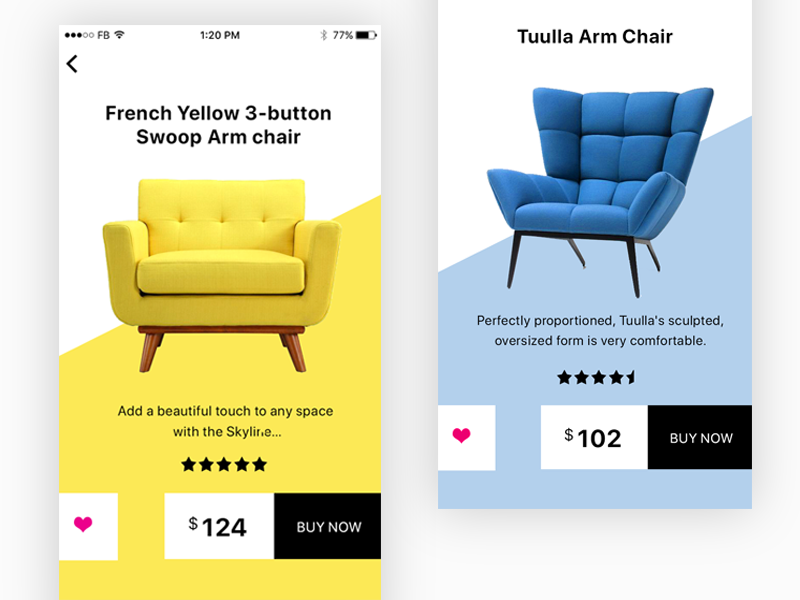 FB 1:20 PM 77%
French Yellow 3-button
Swoop Arm chair
Add a beautiful touch to any space
with the Skyline...
$124 BUY NOW
Tuulla Arm Chair
Perfectly proportioned, Tuulla's sculpted,
oversized form is very comfortable.
$102 BUY NOW